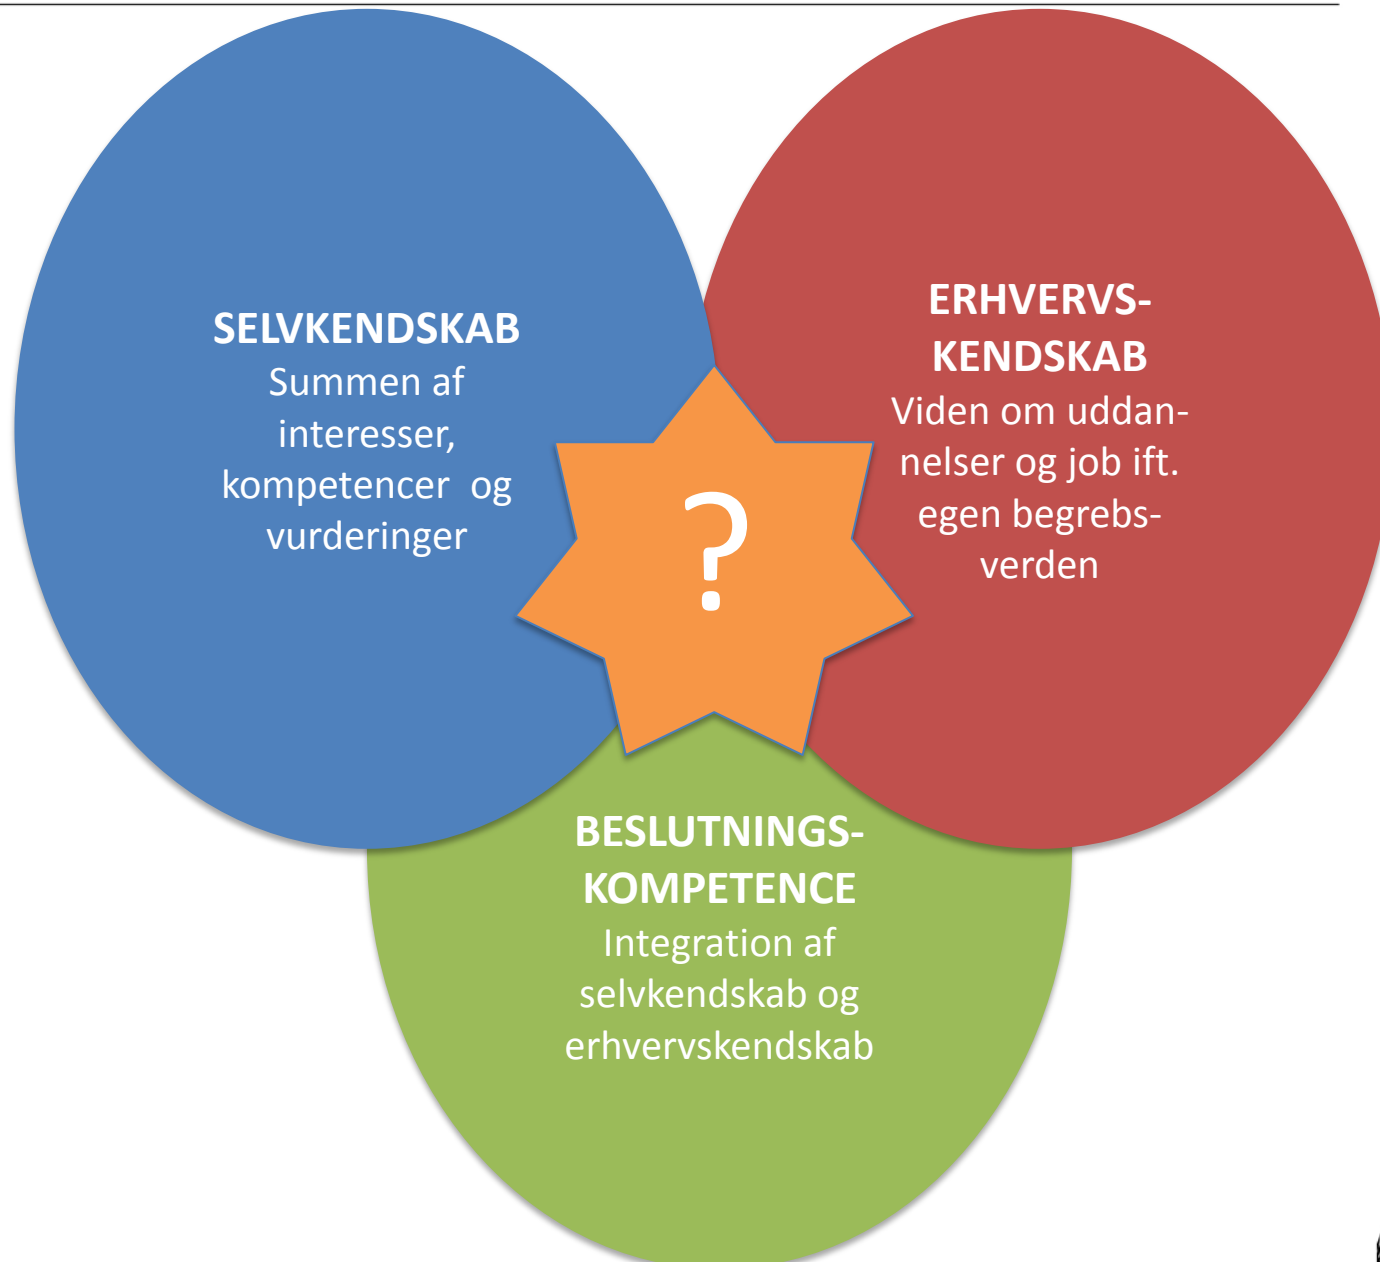 SELVKENDSKAB
Summen af
interesser,
kompetencer og
vurderinger
ERHVERVS-
KENDSKAB
Viden om uddan-
nelser og job ift.
egen begrebs-
verden
?
BESLUTNINGS-
KOMPETENCE
Integration af
selvkendskab og
erhvervskendskab